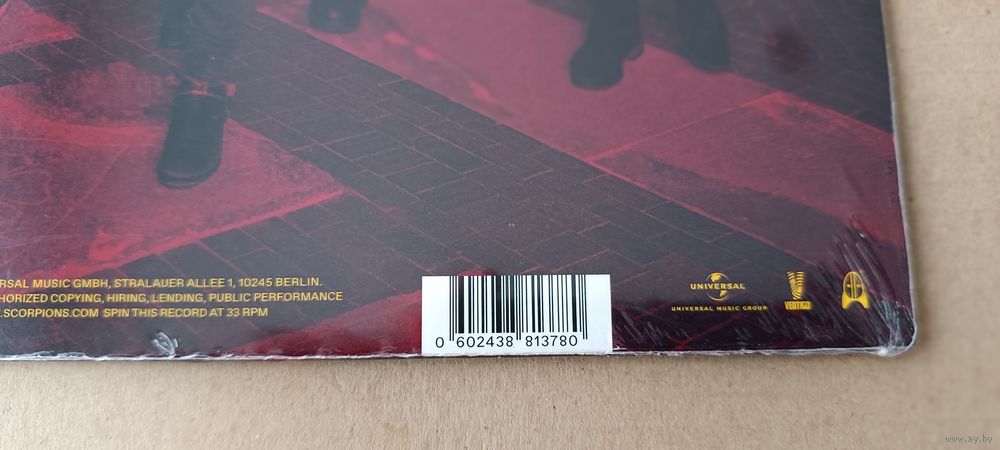 RSAL MUSIC GMBH, STRALAUER ALLEE 1, 10245 BERLIN.
HORIZED COPYING, HIRING, LENDING, PUBLIC PERFORMANCE
.SCORPIONS.COM SPIN THIS RECORD AT 33 RPM
0 602438 813780
UNIVERSAL
UNIVERSAL MUSIC GROUP
VERTIGO
www.ay.by